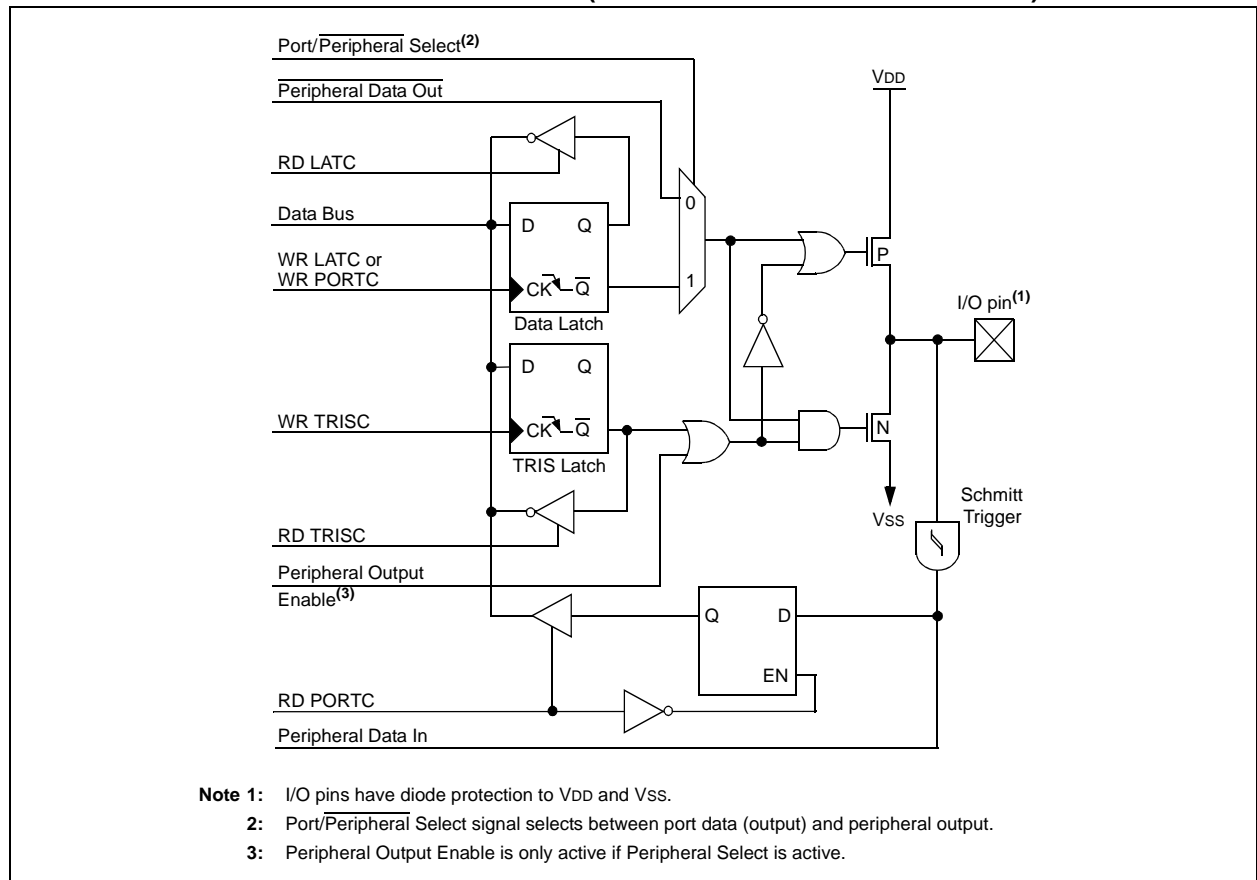 Port/Peripheral Select(2)
Peripheral Data Out
VDD
RD LATC
0
Data Bus
D Q
P
WR LATC or
WR PORTC
CK Q
1
I/O pin(1)
Data Latch
D Q
WR TRISC
CK Q
N
TRIS Latch
Schmitt
Trigger
VSS
RD TRISC
Peripheral Output
Enable(3)
Q D
EN
RD PORTC
Peripheral Data In
Note 1: I/O pins have diode protection to VDD and VSS.
2: Port/Peripheral Select signal selects between port data (output) and peripheral output.
3: Peripheral Output Enable is only active if Peripheral Select is active.